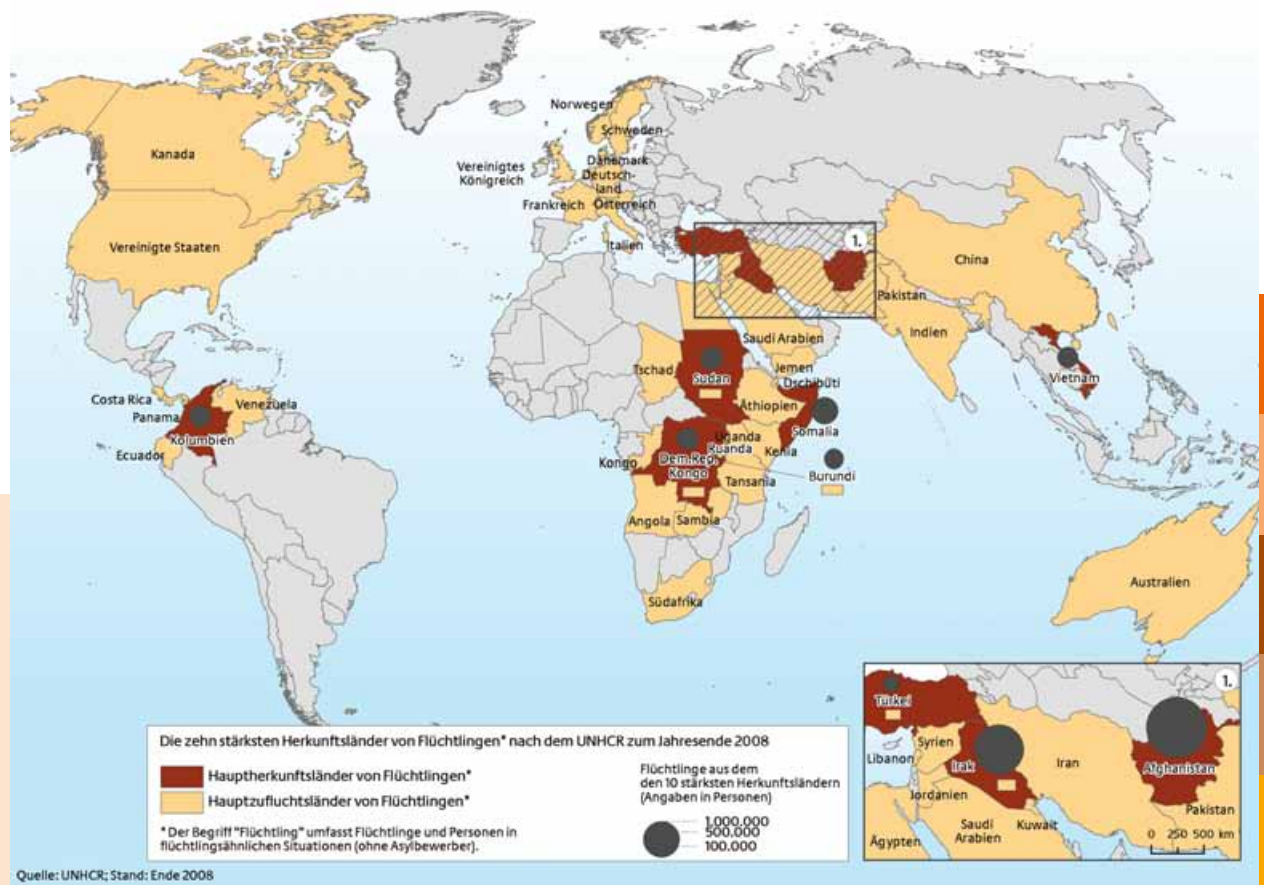 Norwegen
Schweden
Kanada
Dänemark
Vereinigtes
Königreich
Deutsch-
land
Frankreich
Österreich
Vereinigte Staaten
Italien
1.
China
Pakistan
Indien
Saudi Arabien
Tschad
Sudan
Jemen
Dschibuti
Vietnam
Costa Rica
Venezuela
Panama
Äthiopien
Kolumbien
Somalia
Uganda
Ruanda
Kenia
Ecuador
Kongo
Dem. Rep.
Kongo
Burundi
Tansania
Angola
Sambia
Australien
Südafrika
1.
Türkei
Syrien
Libanon
Irak
Iran
Afghanistan
Jordanien
Pakistan
Saudi
Arabien
Kuwait
Ägypten
0 250 500 km
Die zehn stärksten Herkunftsländer von Flüchtlingen* nach dem UNHCR zum Jahresende 2008
Hauptherkunftsländer von Flüchtlingen*
Hauptzufluchtsländer von Flüchtlingen*
* Der Begriff "Flüchtling" umfasst Flüchtlinge und Personen in
flüchtlingsähnlichen Situationen (ohne Asylbewerber).
Flüchtlinge aus dem
den 10 stärksten Herkunftsländern
(Angaben in Personen)
1.000.000
500.000
100.000
Quelle: UNHCR; Stand: Ende 2008